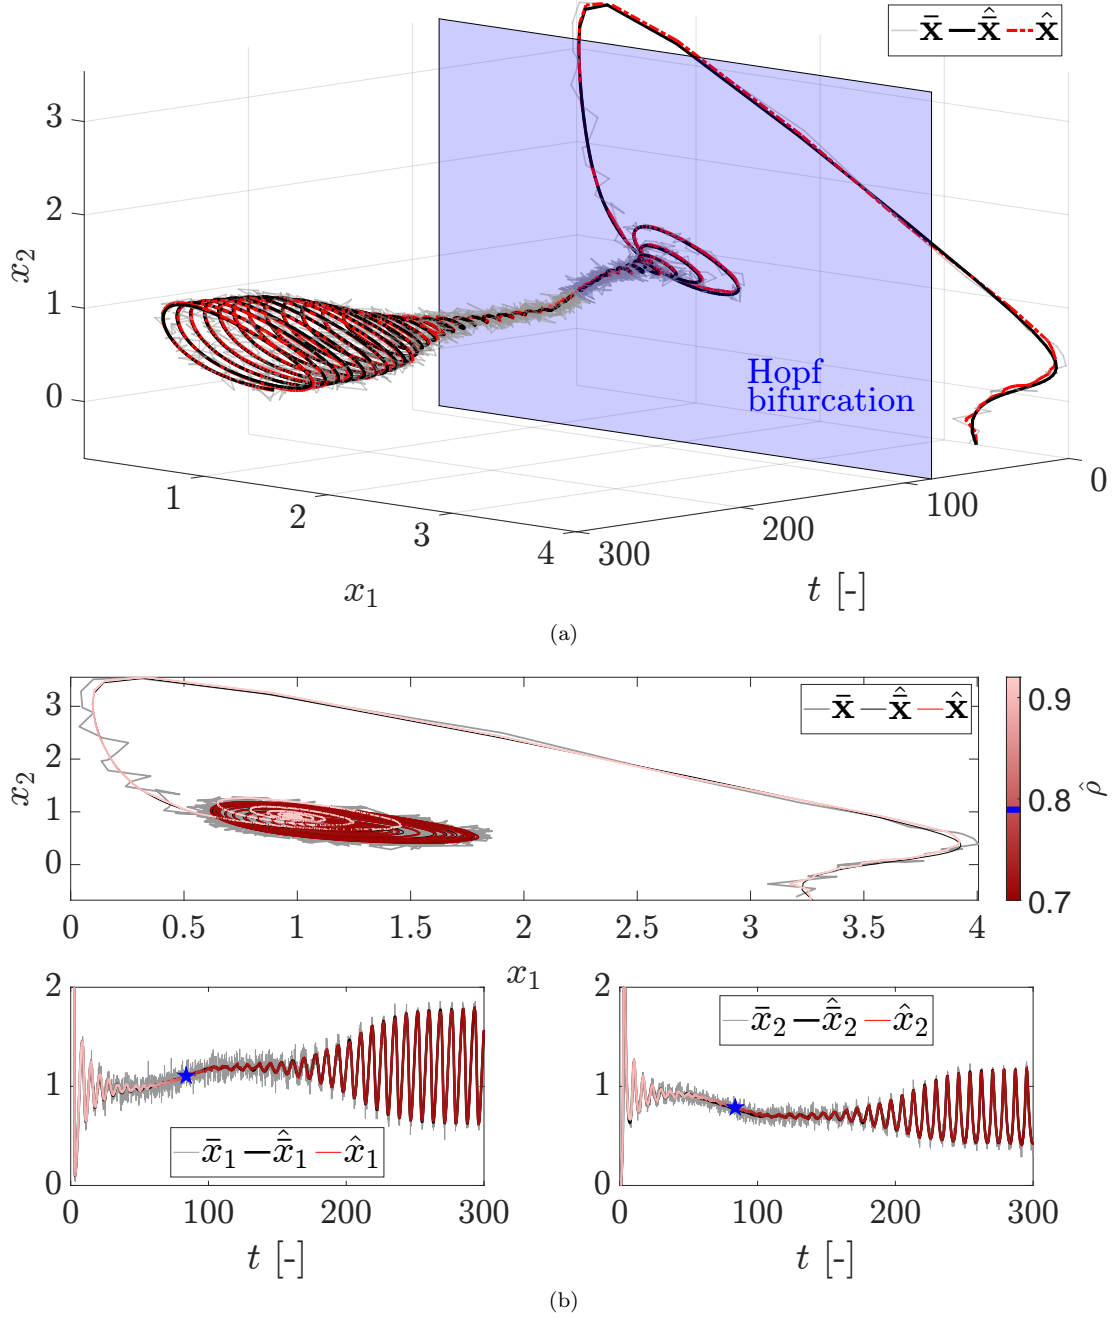 x̄ x̄̂ x̂
3
2
1
0
x₂
Hopf
bifurcation
1
2
3
4
300
200
100
0
x₁
t [-]
(a)
3
2
1
0
x₂
x̄ x̄̂ x̂
0.9
0.8
0.7
ρ̂
0 0.5 1 1.5 2 2.5 3 3.5 4
x₁
2
1
0
x̄₁ x̄̂₁ x̂₁
0 100 200 300
t [-]
2
1
0
x̄₂ x̄̂₂ x̂₂
0 100 200 300
t [-]
(b)